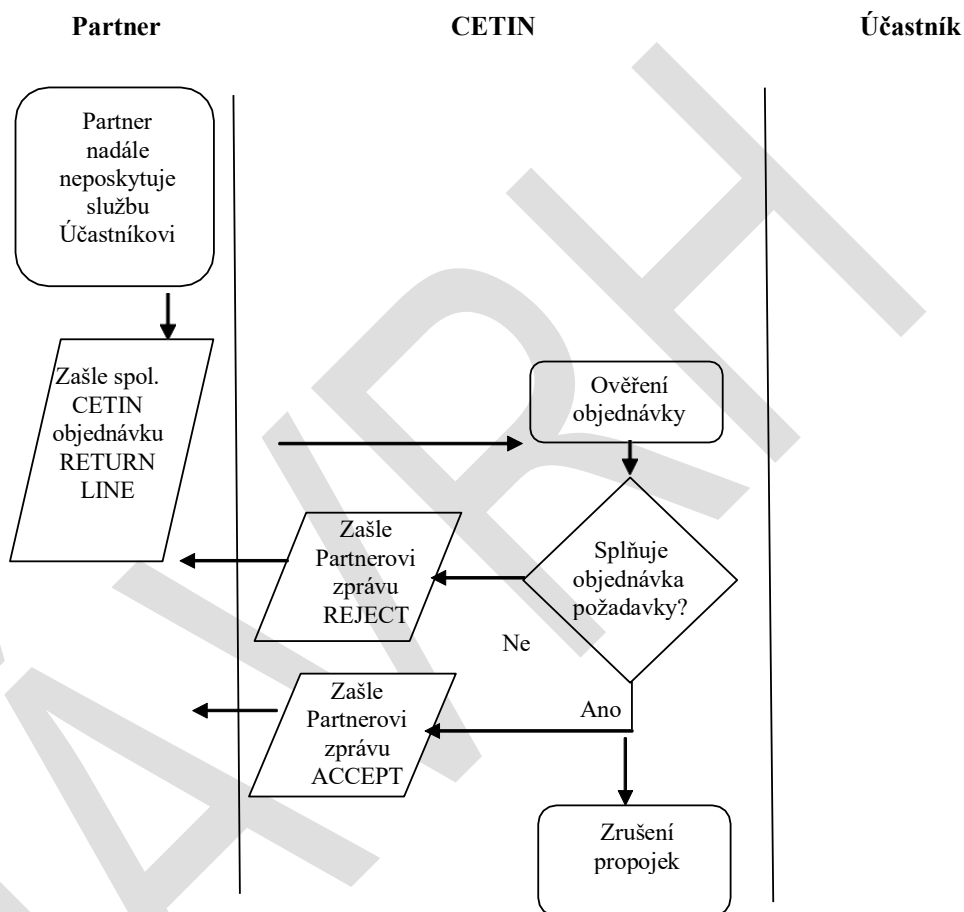 Partner
CETIN
Účastník
Partner
nadále
neposkytuje
službu
Účastníkovi
Zašle spol.
CETIN
objednávku
RETURN
LINE
Ověření
objednávky
Splňuje
objednávka
požadavky?
Zašle
Partnerovi
zprávu
REJECT
Ne
Zašle
Partnerovi
zprávu
ACCEPT
Ano
Zrušení
propojek
ÁVRH